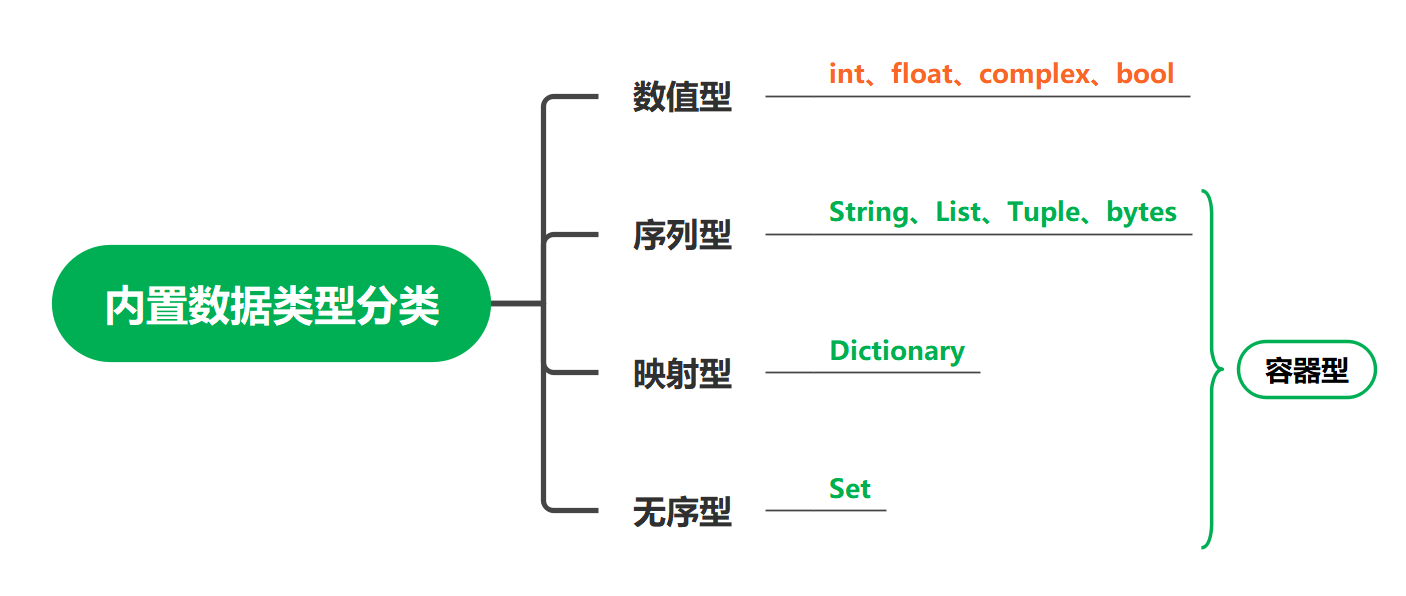 内置数据类型分类
数值型
int、float、complex、bool
序列型
String、List、Tuple、bytes
映射型
Dictionary
无序型
Set
容器型